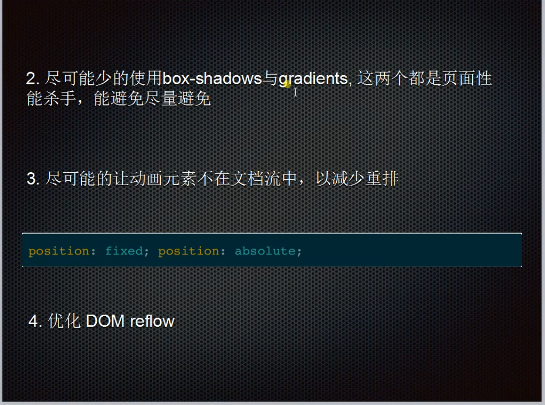 2. 尽可能少的使用box-shadows与gradients, 这两个都是页面性
能杀手，能避免尽量避免
3. 尽可能的让动画元素不在文档流中，以减少重排
position: fixed; position: absolute;
4. 优化 DOM reflow